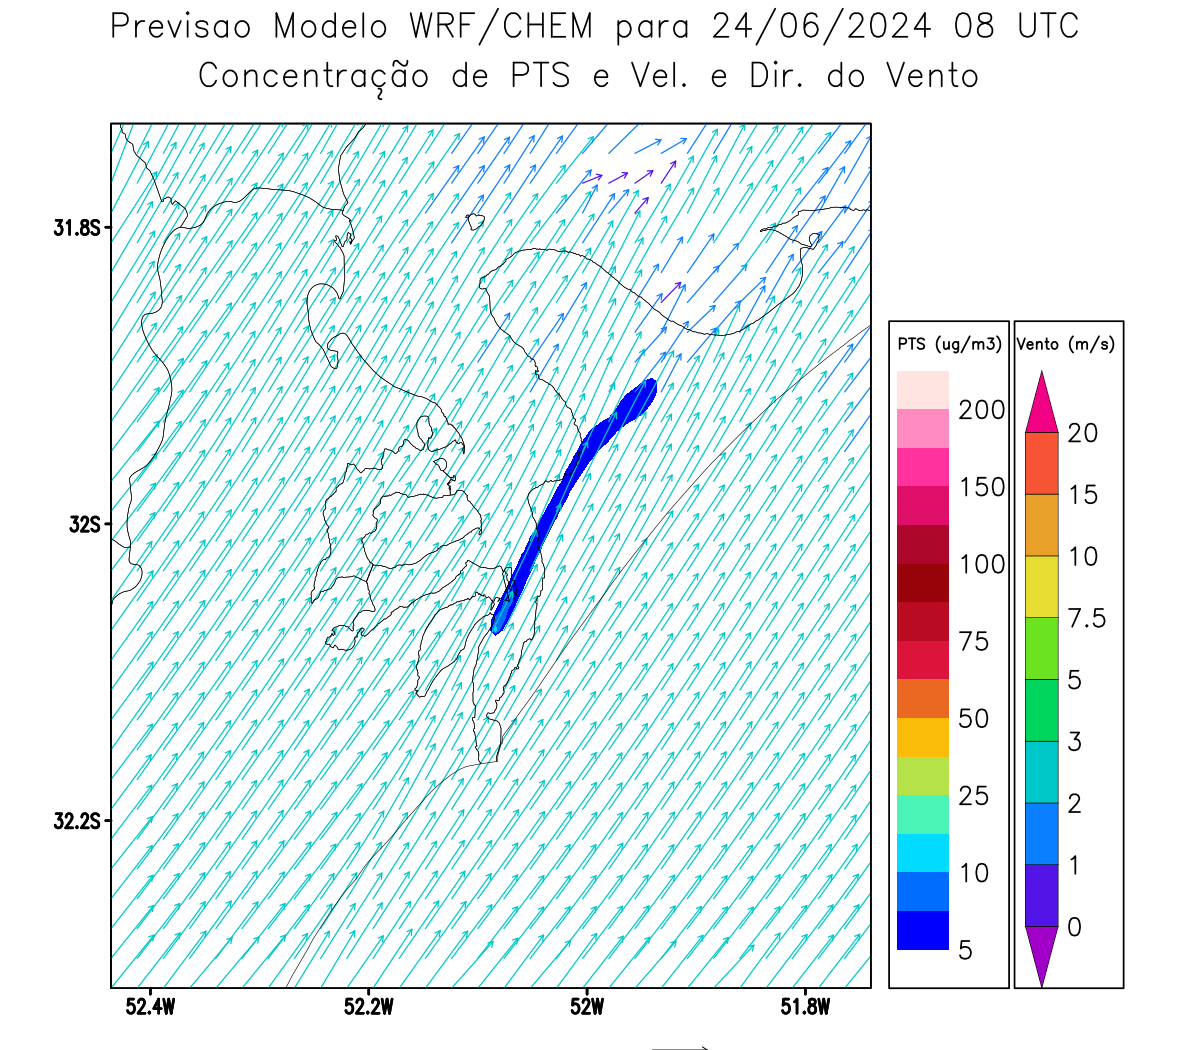 Previsao Modelo WRF/CHEM para 24/06/2024 08 UTC
Concentração de PTS e Vel. e Dir. do Vento
31.8S
32S
32.2S
52.4W
52.2W
52W
51.8W
PTS (ug/m3)
200
150
100
75
50
25
10
5
Vento (m/s)
20
15
10
7.5
5
3
2
1
0